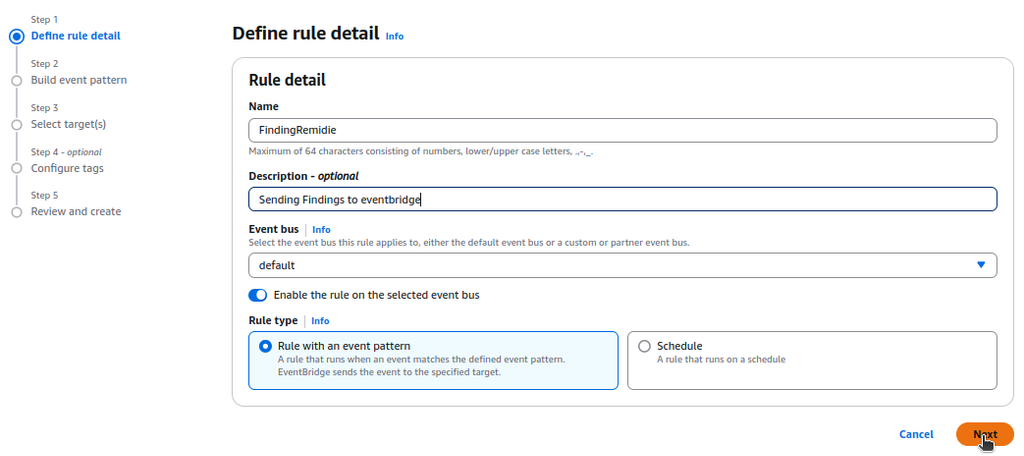 Step 1
Define rule detail
Step 2
Build event pattern
Step 3
Select target(s)
Step 4 - optional
Configure tags
Step 5
Review and create
Define rule detail Info
Rule detail
Name
FindingRemidie
Maximum of 64 characters consisting of numbers, lower/upper case letters, .,-,_.
Description - optional
Sending Findings to eventbridge
Event bus Info
Select the event bus this rule applies to, either the default event bus or a custom or partner event bus.
default
Enable the rule on the selected event bus
Rule type Info
Rule with an event pattern
A rule that runs when an event matches the defined event pattern.
EventBridge sends the event to the specified target.
Schedule
A rule that runs on a schedule
Cancel
Next